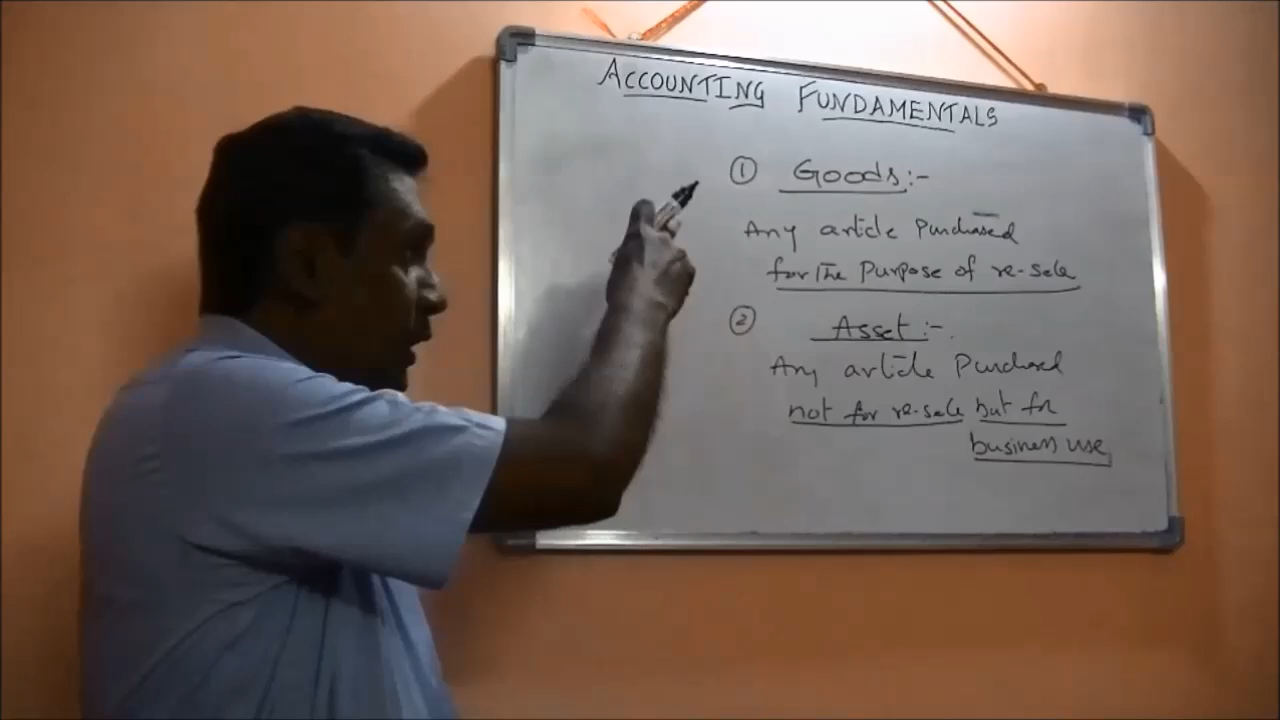 ACCOUNTING FUNDAMENTALS
① Goods:-
Any article purchased
for the purpose of re-sale
② Asset:-
Any article purchased
not for re-sale but for
business use